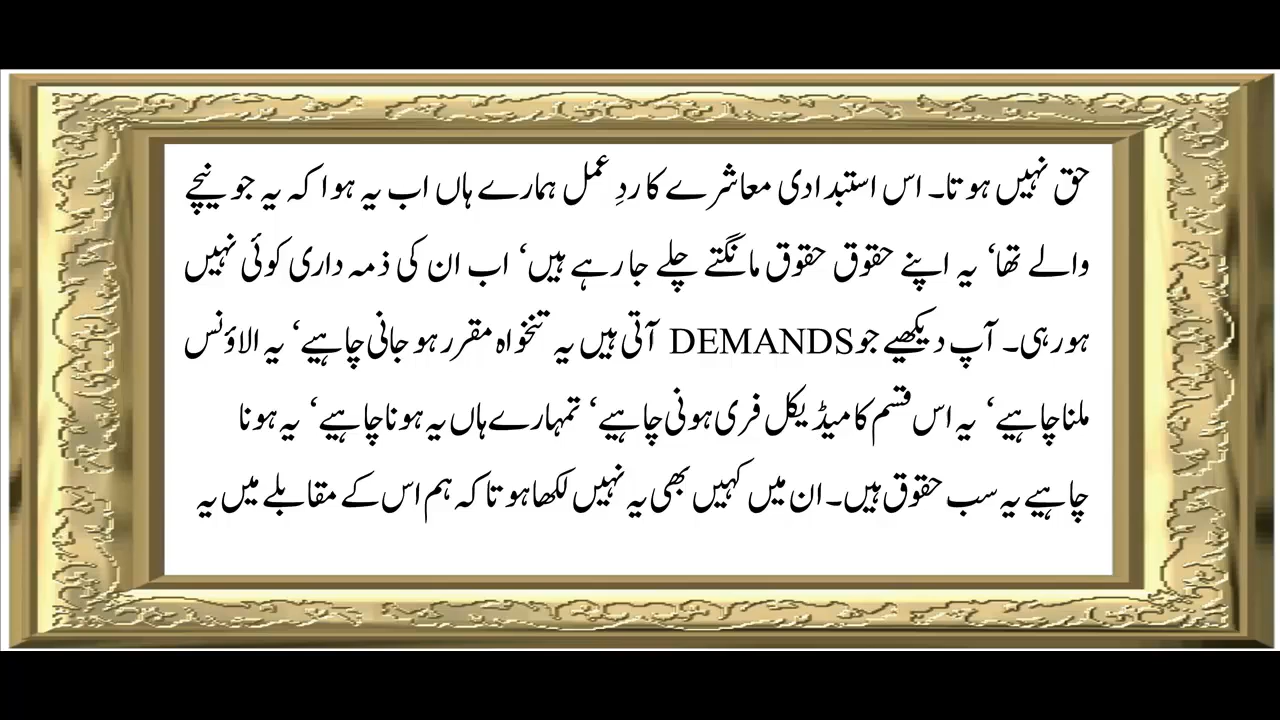 حق نہیں ہوتا۔ اس استبدادی معاشرے کا ردِ عمل ہمارے ہاں اب یہ ہوا کہ یہ جو نیچے
والے تھا‘ یہ اپنے حقوق حقوق مانگتے چلے جا رہے ہیں‘ اب ان کی ذمہ داری کوئی نہیں
ہو رہی۔ آپ دیکھیے جو DEMANDS آتی ہیں یہ تنخواہ مقرر ہو جانی چاہیے‘ یہ الاؤنس
ملنا چاہیے‘ یہ اس قسم کا میڈیکل فری ہونی چاہیے‘ تمہارے ہاں یہ ہونا چاہیے‘ یہ ہونا
چاہیے یہ سب حقوق ہیں۔ ان میں کہیں بھی یہ نہیں لکھا ہوتا کہ ہم اس کے مقابلے میں یہ